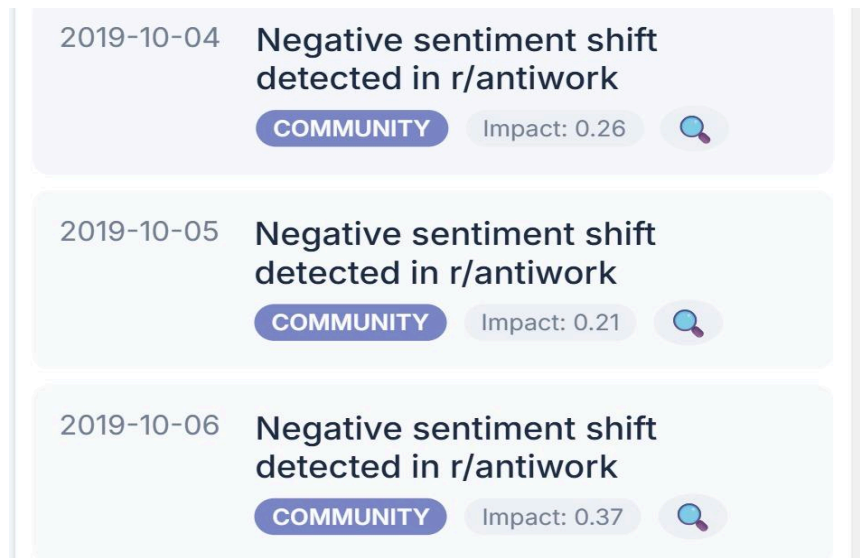 2019-10-04
Negative sentiment shift
detected in r/antiwork
COMMUNITY Impact: 0.26
2019-10-05
Negative sentiment shift
detected in r/antiwork
COMMUNITY Impact: 0.21
2019-10-06
Negative sentiment shift
detected in r/antiwork
COMMUNITY Impact: 0.37